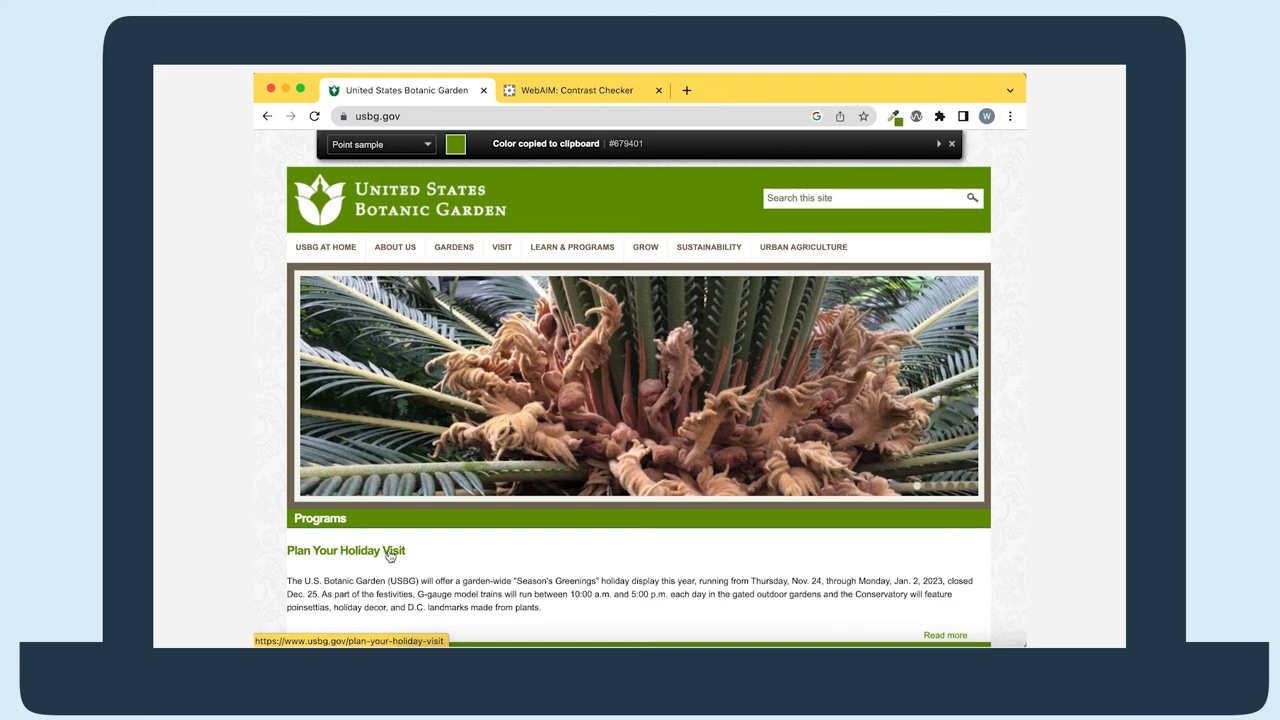 United States Botanic Garden
WebAIM: Contrast Checker
usbg.gov
W
Point sample
Color copied to clipboard | #679401
UNITED STATES
BOTANIC GARDEN
Search this site
USBG AT HOME ABOUT US GARDENS VISIT LEARN & PROGRAMS GROW SUSTAINABILITY URBAN AGRICULTURE
Programs
Plan Your Holiday Visit
The U.S. Botanic Garden (USBG) will offer a garden-wide "Season's Greenings" holiday display this year, running from Thursday, Nov. 24, through Monday, Jan. 2, 2023, closed
Dec. 25. As part of the festivities, G-gauge model trains will run between 10:00 a.m. and 5:00 p.m. each day in the gated outdoor gardens and the Conservatory will feature
poinsettias, holiday decor, and D.C. landmarks made from plants.
Read more
https://www.usbg.gov/plan-your-holiday-visit